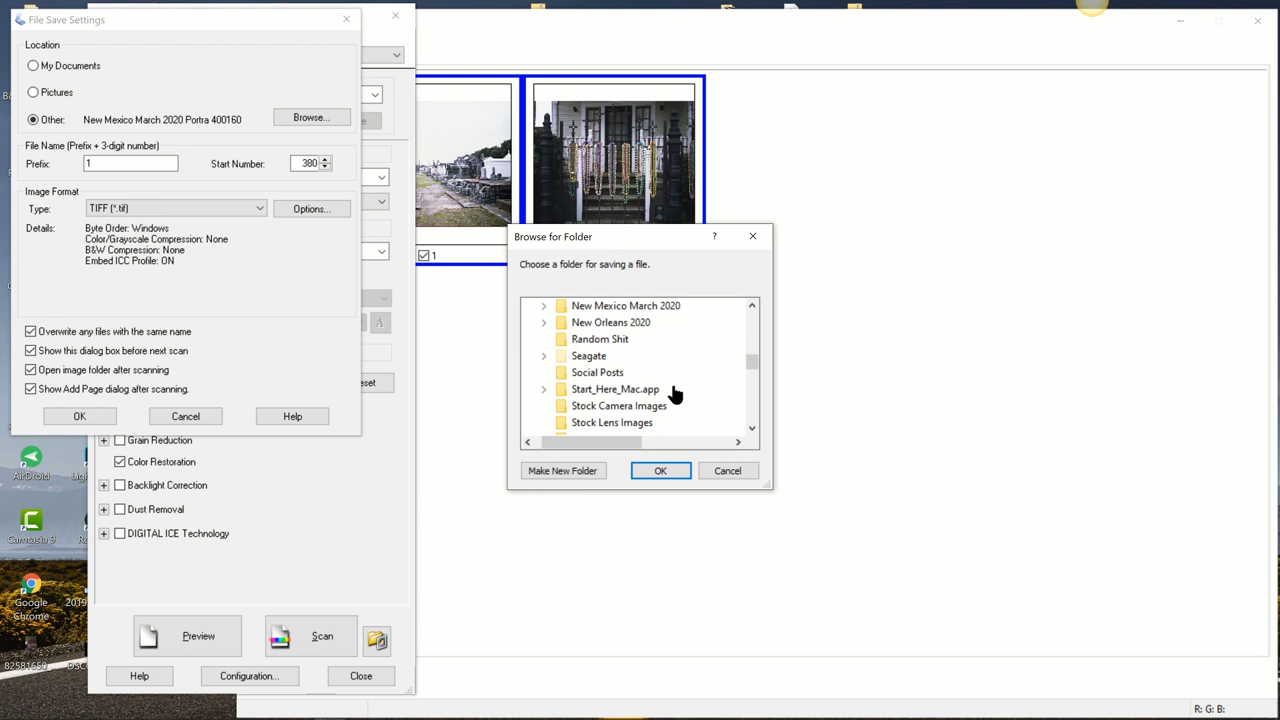 File Save Settings
Location
My Documents
Pictures
Other: New Mexico March 2020 Portra 400160
Browse...
File Name (Prefix + 3-digit number)
Prefix: 1
Start Number: 380
Image Format
Type: TIFF (*.tif)
Options...
Details: Byte Order: Windows
Color/Grayscale Compression: None
B&W Compression: None
Embed ICC Profile: ON
Overwrite any files with the same name
Show this dialog box before next scan
Open image folder after scanning
Show Add Page dialog after scanning.
OK
Cancel
Help
Grain Reduction
Color Restoration
Backlight Correction
Dust Removal
DIGITAL ICE Technology
Preview
Scan
Help
Configuration...
Close
1
Browse for Folder
?
Choose a folder for saving a file.
New Mexico March 2020
New Orleans 2020
Random Shit
Seagate
Social Posts
Start_Here_Mac.app
Stock Camera Images
Stock Lens Images
Make New Folder
OK
Cancel
AirDroid
Camtasia 9
Google
Chrome
82581650
A
R: G: B: